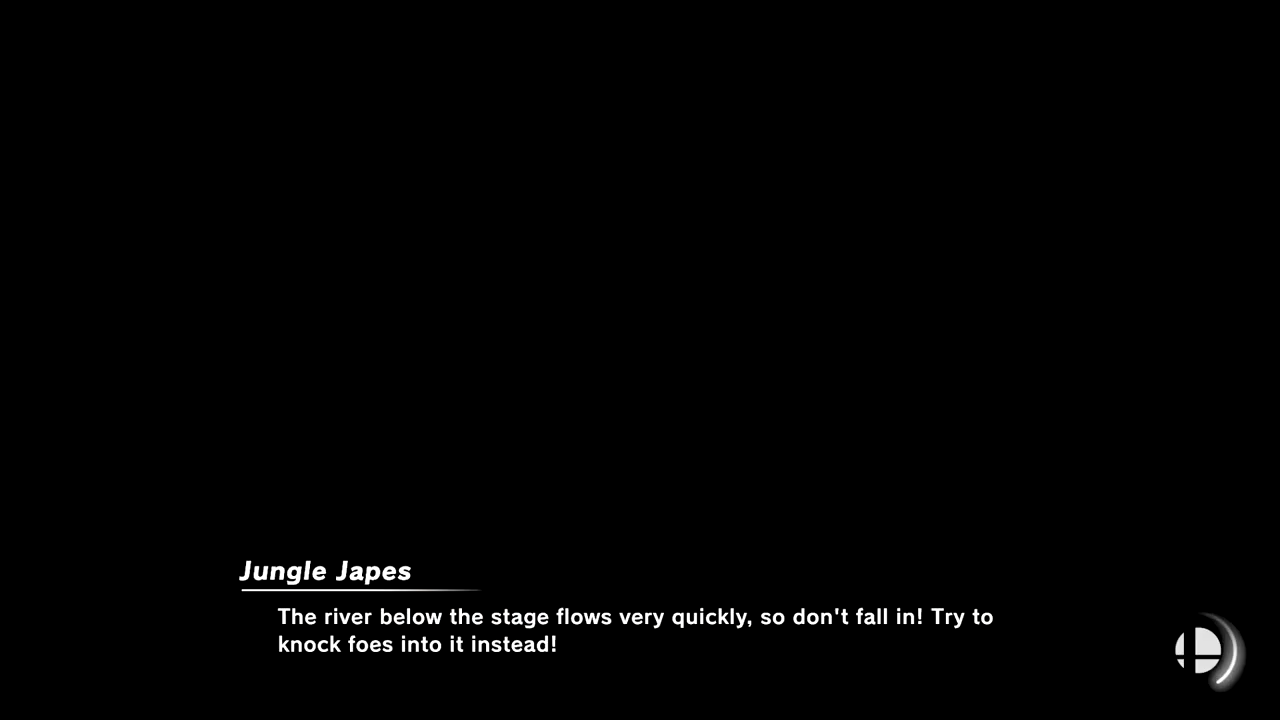 Jungle Japes
The river below the stage flows very quickly, so don't fall in! Try to
knock foes into it instead!